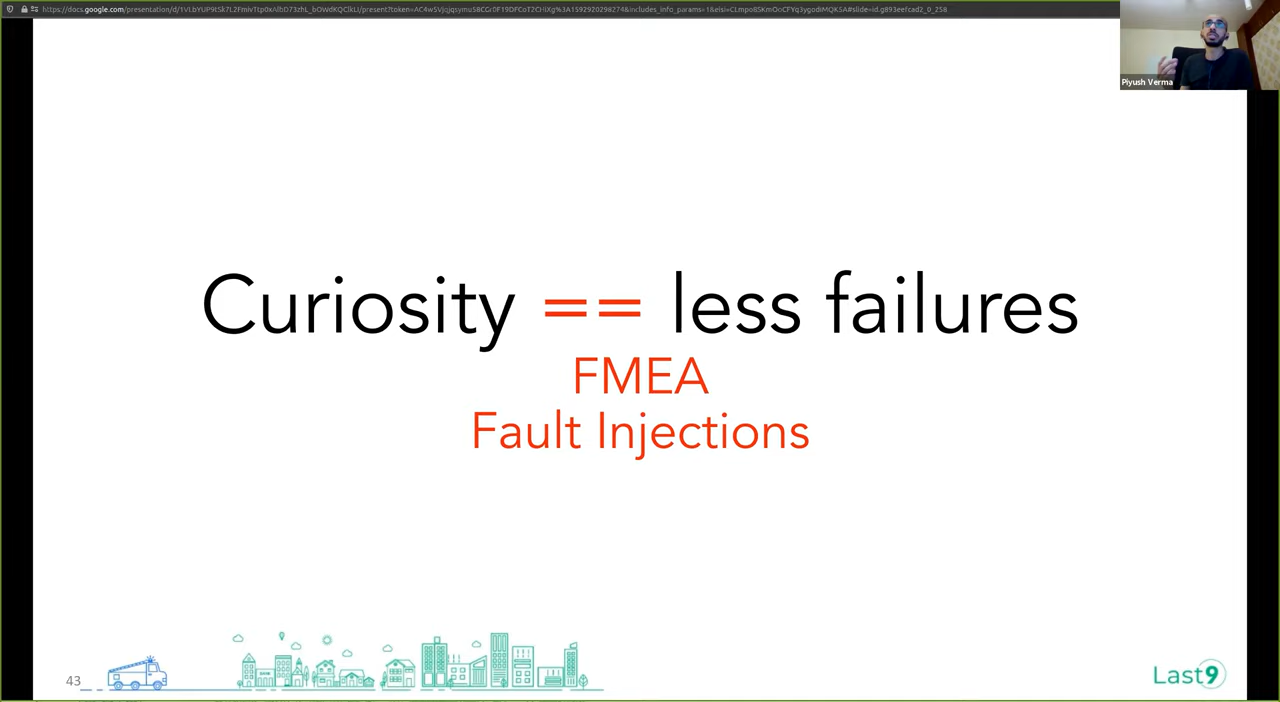 Piyush Verma
Curiosity == less failures
FMEA
Fault Injections
43
Last9